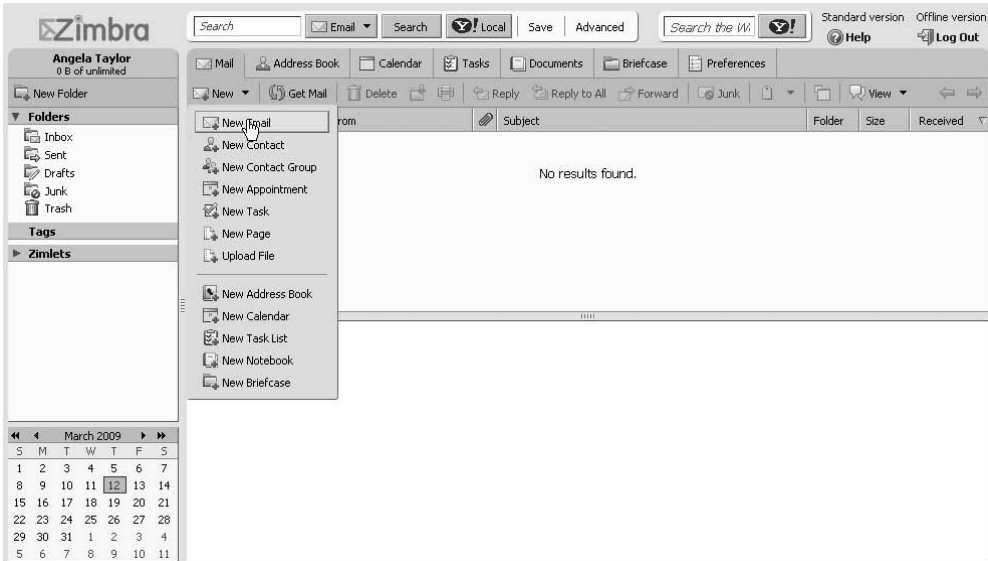 Zimbra
Search Email Search Y! Local Save Advanced Search the W Y! Standard version Offline version
Help Log Out
Angela Taylor
0 B of unlimited
Mail Address Book Calendar Tasks Documents Briefcase Preferences
New Folder
New Get Mail Delete Reply Reply to All Forward Junk View
Folders
Inbox
Sent
Drafts
Junk
Trash
Tags
Zimlets
New Email
New Contact
New Contact Group
New Appointment
New Task
New Page
Upload File
New Address Book
New Calendar
New Task List
New Notebook
New Briefcase
rom Subject Folder Size Received
No results found.
March 2009
S M T W T F S
1 2 3 4 5 6 7
8 9 10 11 12 13 14
15 16 17 18 19 20 21
22 23 24 25 26 27 28
29 30 31 1 2 3 4
5 6 7 8 9 10 11